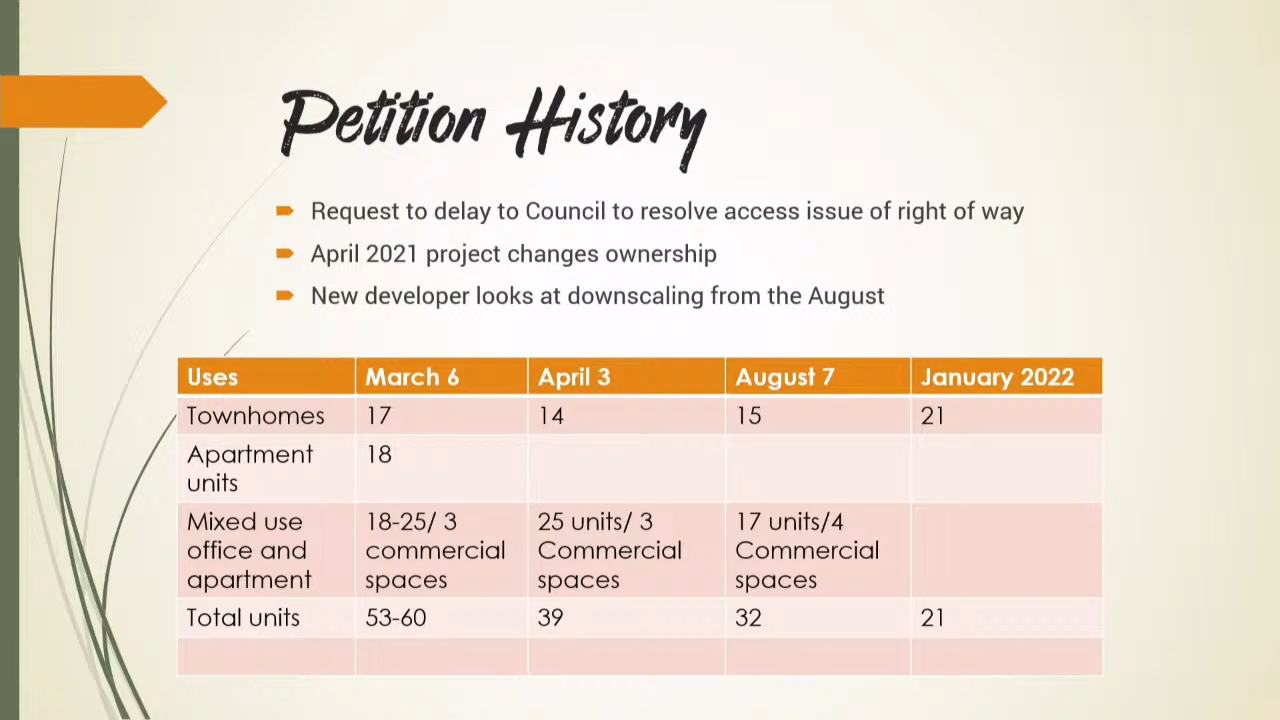 Petition History
Request to delay to Council to resolve access issue of right of way
April 2021 project changes ownership
New developer looks at downscaling from the August
Uses March 6 April 3 August 7 January 2022
Townhomes 17 14 15 21
Apartment units 18
Mixed use office and apartment 18-25/ 3 commercial spaces 25 units/ 3 Commercial spaces 17 units/4 Commercial spaces
Total units 53-60 39 32 21